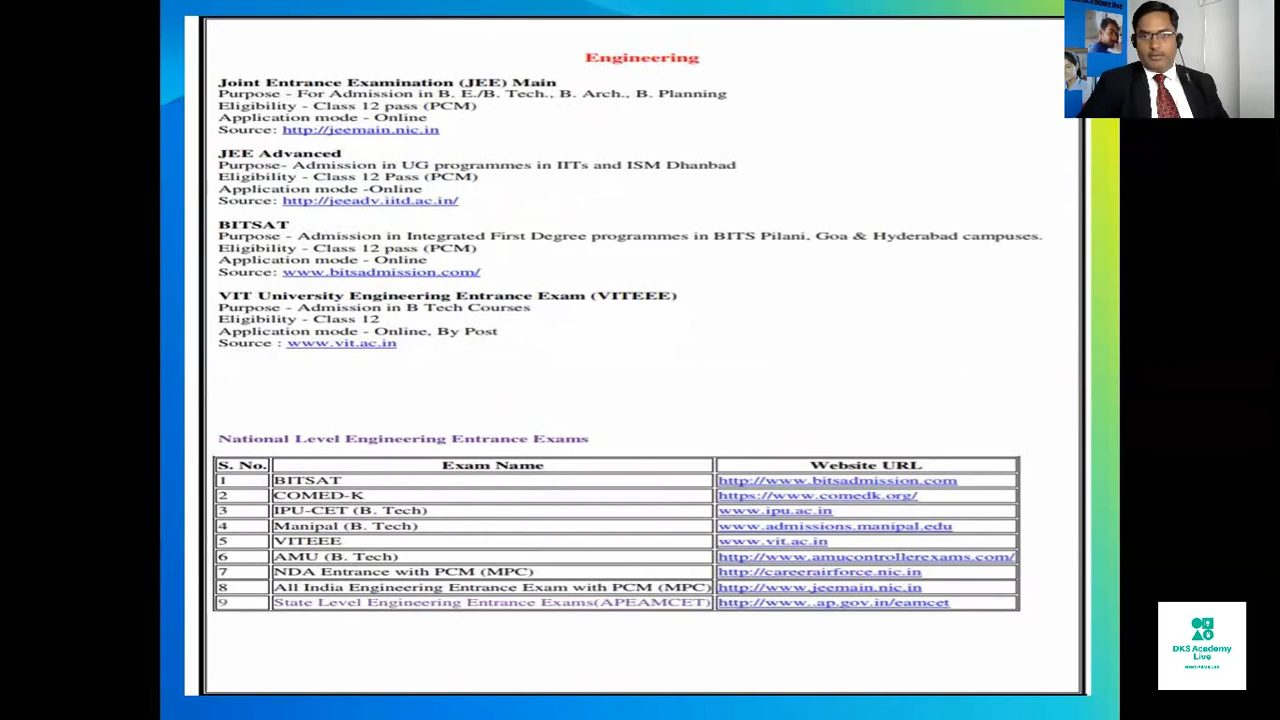 Engineering
Joint Entrance Examination (JEE) Main
Purpose - For Admission in B. E./B. Tech., B. Arch., B. Planning
Eligibility - Class 12 pass (PCM)
Application mode - Online
Source: http://jeemain.nic.in
JEE Advanced
Purpose- Admission in UG programmes in IITs and ISM Dhanbad
Eligibility - Class 12 Pass (PCM)
Application mode -Online
Source: http://jeeadv.iitd.ac.in/
BITSAT
Purpose - Admission in Integrated First Degree programmes in BITS Pilani, Goa & Hyderabad campuses.
Eligibility - Class 12 pass (PCM)
Application mode - Online
Source: www.bitsadmission.com/
VIT University Engineering Entrance Exam (VITEEE)
Purpose - Admission in B Tech Courses
Eligibility - Class 12
Application mode - Online, By Post
Source : www.vit.ac.in
National Level Engineering Entrance Exams
S. No. Exam Name Website URL
1 BITSAT http://www.bitsadmission.com
2 COMED-K https://www.comedk.org/
3 IPU-CET (B. Tech) www.ipu.ac.in
4 Manipal (B. Tech) www.admissions.manipal.edu
5 VITEEE www.vit.ac.in
6 AMU (B. Tech) http://www.amucontrollerexams.com/
7 NDA Entrance with PCM (MPC) http://careerairforce.nic.in
8 All India Engineering Entrance Exam with PCM (MPC) http://www.jeemain.nic.in
9 State Level Engineering Entrance Exams(APEAMCET) http://www..ap.gov.in/eamcet
DKS Academy
Live